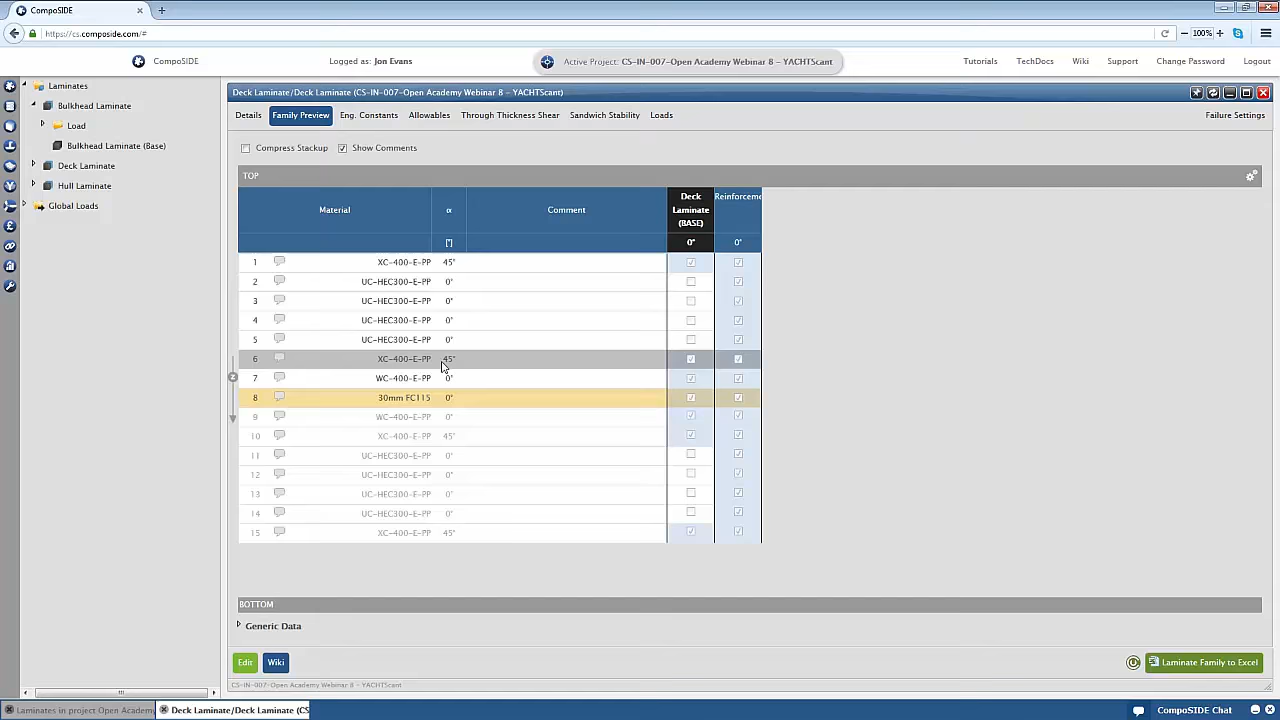 CompoSIDE
https://cs.composide.com/#
100%
CompoSIDE
Logged as: Jon Evans
Active Project: CS-IN-007-Open Academy Webinar 8 - YACHTScant
Tutorials
TechDocs
Wiki
Support
Change Password
Logout
Laminates
Bulkhead Laminate
Load
Bulkhead Laminate (Base)
Deck Laminate
Hull Laminate
Global Loads
Deck Laminate/Deck Laminate (CS-IN-007-Open Academy Webinar 8 - YACHTScant)
Details
Family Preview
Eng. Constants
Allowables
Through Thickness Shear
Sandwich Stability
Loads
Failure Settings
Compress Stackup
Show Comments
TOP
Material
α
Comment
Deck
Laminate
(BASE)
Reinforceme
[°]
0°
0°
1 XC-400-E-PP 45°
2 UC-HEC300-E-PP 0°
3 UC-HEC300-E-PP 0°
4 UC-HEC300-E-PP 0°
5 UC-HEC300-E-PP 0°
6 XC-400-E-PP 45°
7 WC-400-E-PP 0°
8 30mm FC115 0°
9 WC-400-E-PP 0°
10 XC-400-E-PP 45°
11 UC-HEC300-E-PP 0°
12 UC-HEC300-E-PP 0°
13 UC-HEC300-E-PP 0°
14 UC-HEC300-E-PP 0°
15 XC-400-E-PP 45°
z
BOTTOM
Generic Data
Edit
Wiki
Laminate Family to Excel
CS-IN-007-Open Academy Webinar 8 - YACHTScant
Laminates in project Open Academy
Deck Laminate/Deck Laminate (CS
CompoSIDE Chat